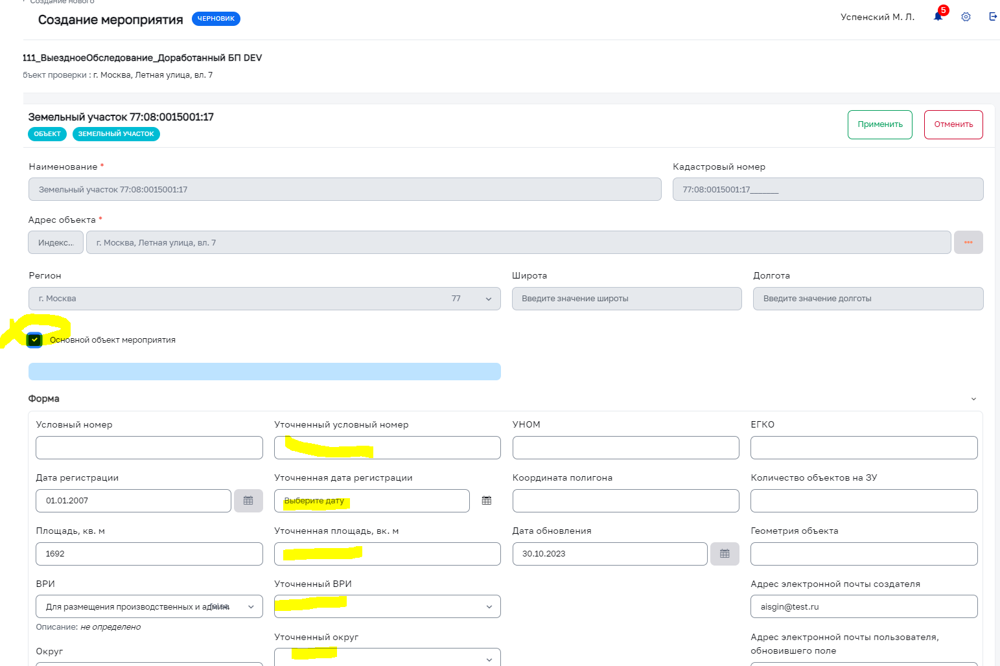 Создание нового
Создание мероприятия ЧЕРНОВИК
Успенский М. Л. 5
111_ВыездноеОбследование_Доработанный БП DEV
бъект проверки : г. Москва, Летная улица, вл. 7
Земельный участок 77:08:0015001:17
ОБЪЕКТ ЗЕМЕЛЬНЫЙ УЧАСТОК
Применить Отменить
Наименование * Кадастровый номер
Земельный участок 77:08:0015001:17 77:08:0015001:17_______
Адрес объекта *
Индекс... г. Москва, Летная улица, вл. 7 •••
Регион Широта Долгота
г. Москва 77 Введите значение широты Введите значение долготы
Основной объект мероприятия
Форма
Условный номер Уточненный условный номер УНОМ ЕГКО
Дата регистрации Уточненная дата регистрации Координата полигона Количество объектов на ЗУ
01.01.2007 Выберите дату
Площадь, кв. м Уточненная площадь, вк. м Дата обновления Геометрия объекта
1692 30.10.2023
ВРИ Уточненный ВРИ Адрес электронной почты создателя
Для размещения производственных и админи aisgin@test.ru
Описание: не определено
Уточненный округ Адрес электронной почты пользователя,
Округ обновившего поле